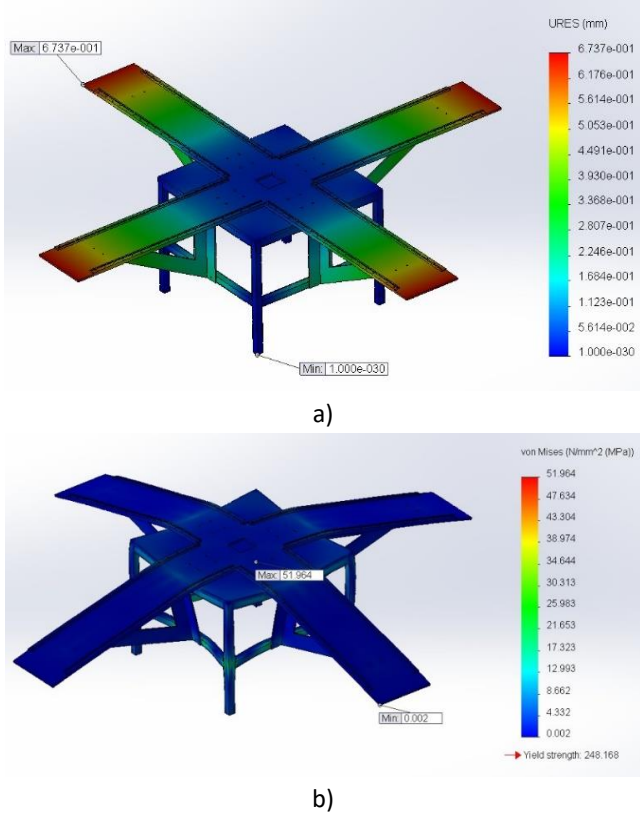 URES (mm)
Max: 6.737e-001
6.737e-001
6.176e-001
5.614e-001
5.053e-001
4.491e-001
3.930e-001
3.368e-001
2.807e-001
2.246e-001
1.684e-001
1.123e-001
5.614e-002
1.000e-030
Min: 1.000e-030
a)
von Mises (N/mm^2 (MPa))
51.964
47.634
43.304
38.974
34.644
30.313
25.983
21.653
17.323
12.993
8.662
4.332
0.002
Max: 51.964
Min: 0.002
Yield strength: 248.168
b)